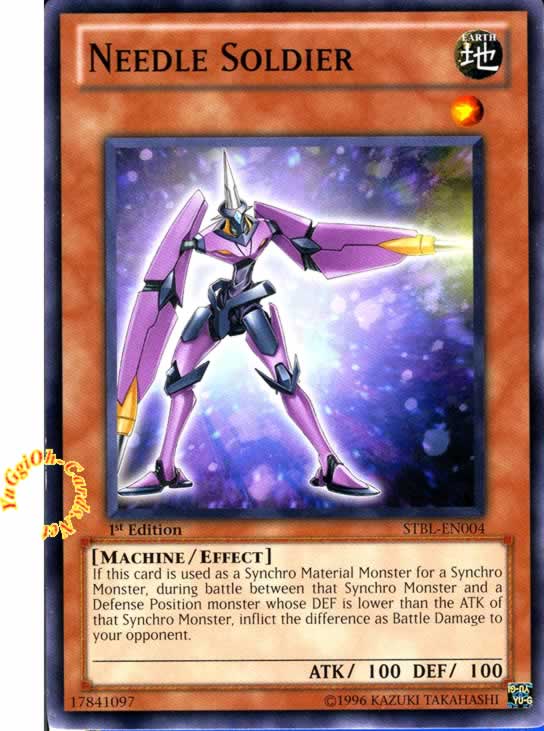 NEEDLE SOLDIER
EARTH
地
YuGgiOh-Cards.Net
1st Edition
STBL-EN004
[MACHINE / EFFECT]
If this card is used as a Synchro Material Monster for a Synchro
Monster, during battle between that Synchro Monster and a
Defense Position monster whose DEF is lower than the ATK of
that Synchro Monster, inflict the difference as Battle Damage to
your opponent.
ATK/ 100 DEF/ 100
17841097
©1996 KAZUKI TAKAHASHI